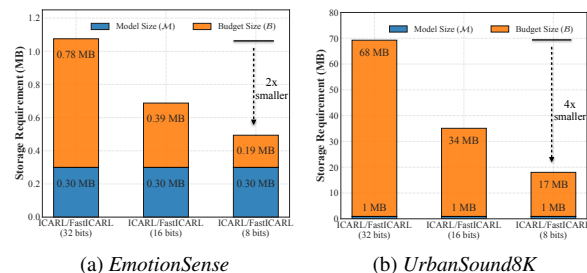 Storage Requirement (MB)
1.2
1.0
0.8
0.6
0.4
0.2
0.0
Model Size (M)
Budget Size (B)
0.78 MB
0.39 MB
0.19 MB
0.30 MB
0.30 MB
0.30 MB
2x
smaller
ICARL/FastICARL
(32 bits)
ICARL/FastICARL
(16 bits)
ICARL/FastICARL
(8 bits)
(a) EmotionSense
Storage Requirement (MB)
80
70
60
50
40
30
20
10
0
Model Size (M)
Budget Size (B)
68 MB
34 MB
17 MB
1 MB
1 MB
1 MB
4x
smaller
ICARL/FastICARL
(32 bits)
ICARL/FastICARL
(16 bits)
ICARL/FastICARL
(8 bits)
(b) UrbanSound8K